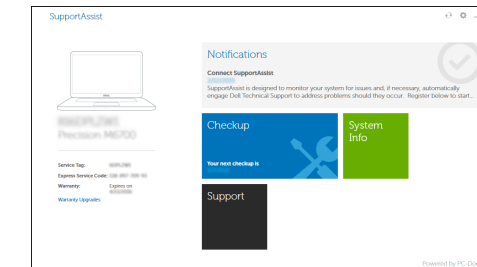 SupportAssist
Notifications
Connect SupportAssist
SupportAssist is designed to monitor your system for issues and, if necessary, automatically
engage Dell Technical Support to address problems should they occur. Register below to start...
Precision M6700
Checkup
System
Info
Your next checkup is
Service Tag:
Express Service Code:
Warranty:
Expires on
Warranty Upgrades
Support
Powered by PC-Doc